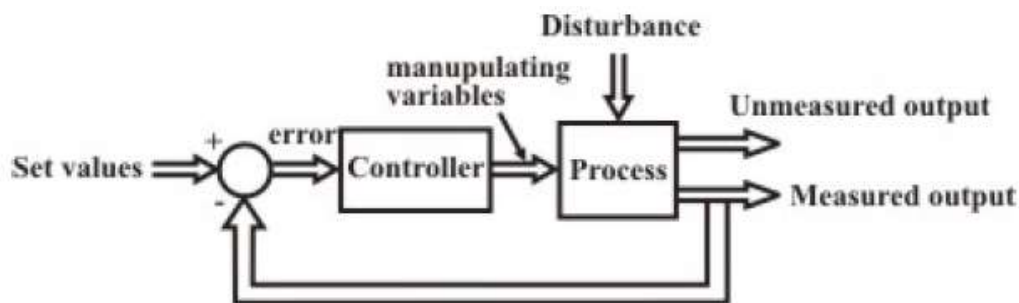 Disturbance
manupulating
variables
Unmeasured output
+
error
Set values
Controller
Process
-
Measured output